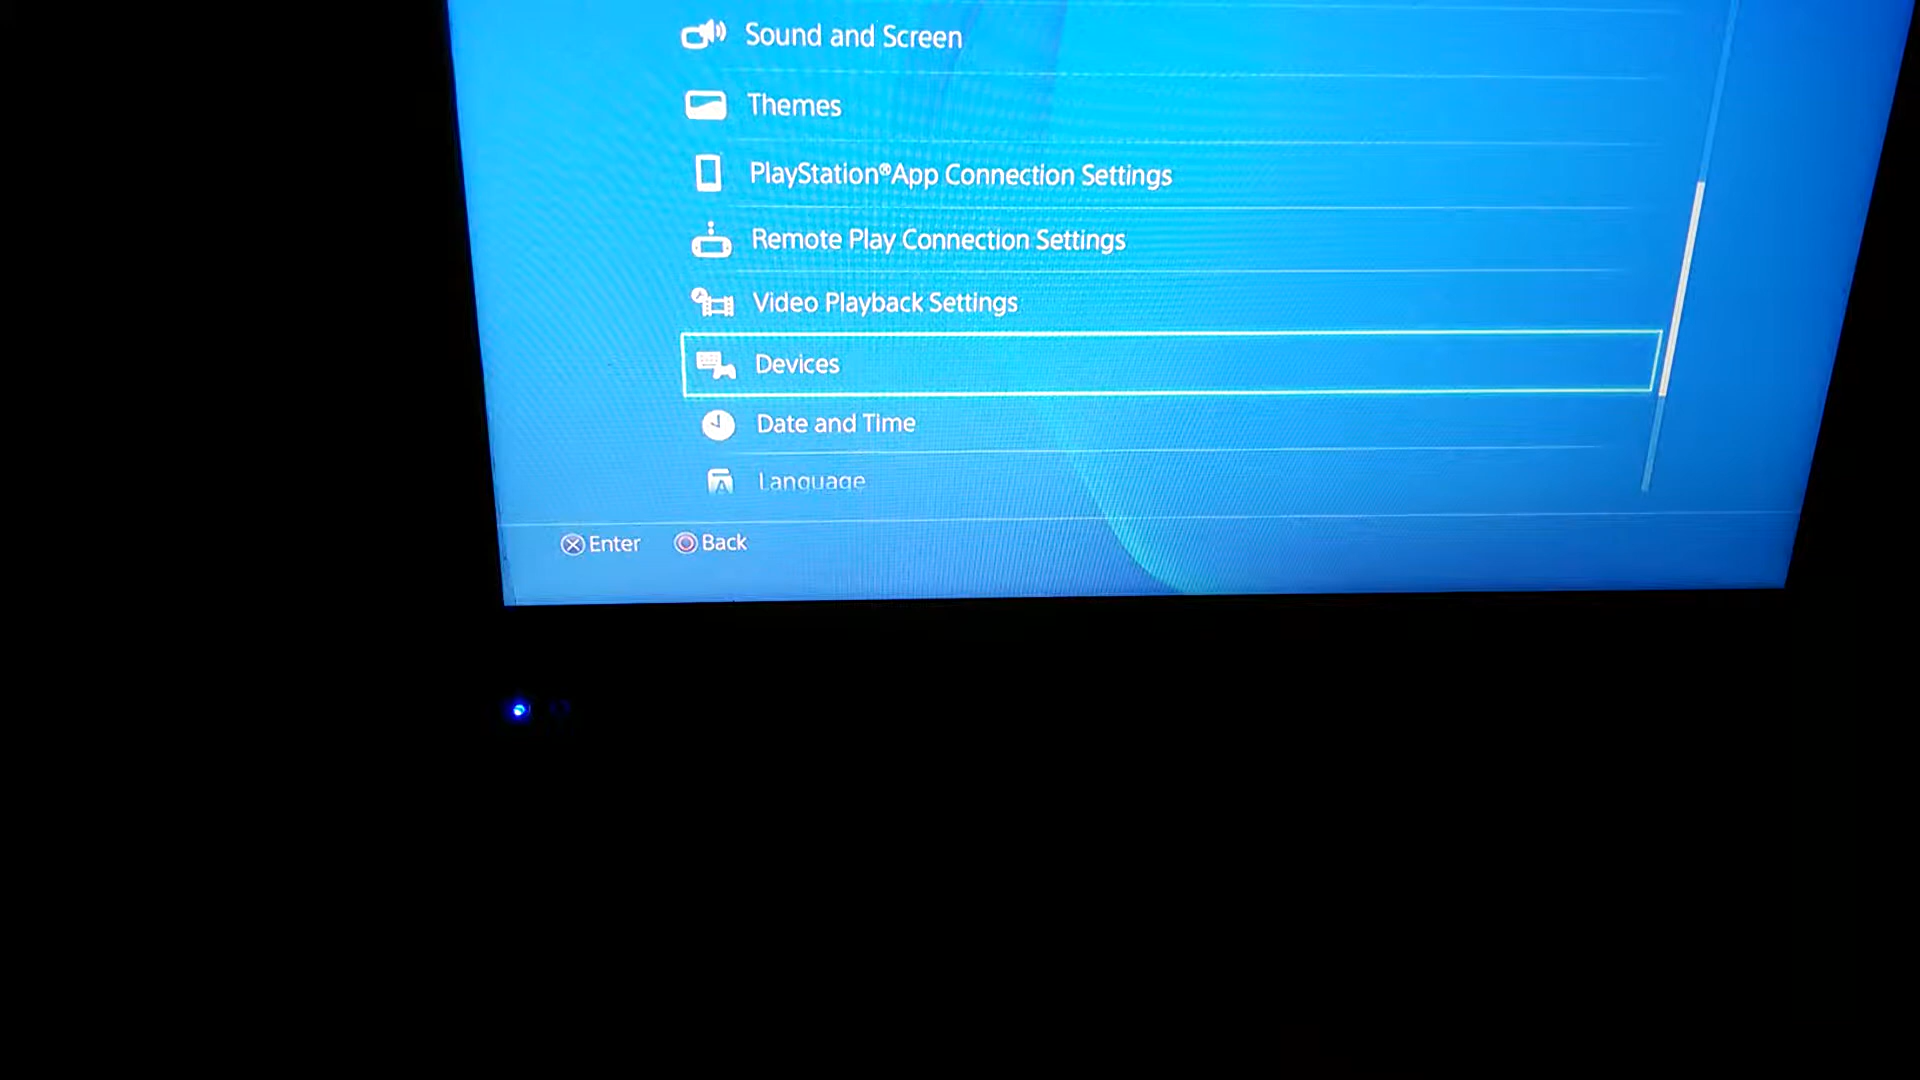 Sound and Screen
Themes
PlayStation®App Connection Settings
Remote Play Connection Settings
Video Playback Settings
Devices
Date and Time
Language
Enter Back